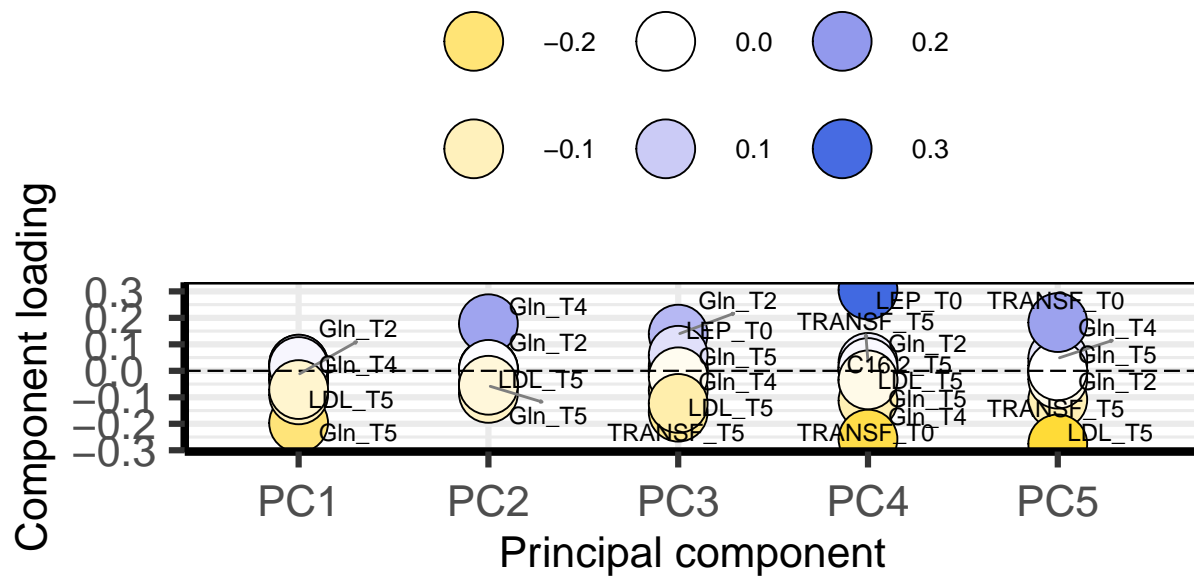 −0.2 0.0 0.2
−0.1 0.1 0.3
Component loading
0.3
0.2
0.1
0.0
−0.1
−0.2
−0.3
Gln_T2
Gln_T4
LDL_T5
Gln_T5
Gln_T4
Gln_T2
LDL_T5
Gln_T5
Gln_T2
LEP_T0
Gln_T5
Gln_T4
LDL_T5
TRANSF_T5
LEP_T0
TRANSF_T5
Gln_T2
C16.2_T5
LDL_T5
Gln_T5
Gln_T4
TRANSF_T0
TRANSF_T0
Gln_T4
Gln_T5
Gln_T2
TRANSF_T5
LDL_T5
PC1 PC2 PC3 PC4 PC5
Principal component